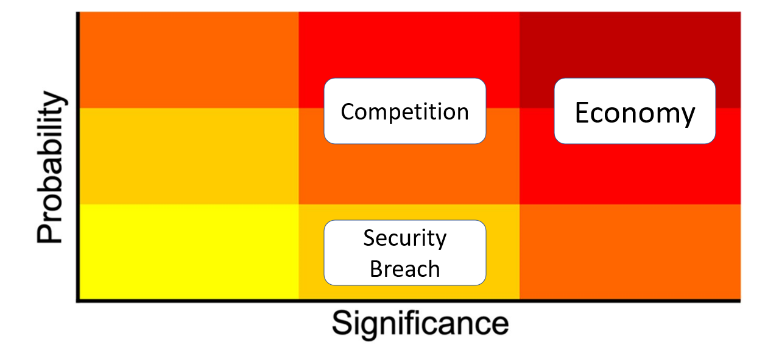 Probability
Competition
Economy
Security
Breach
Significance